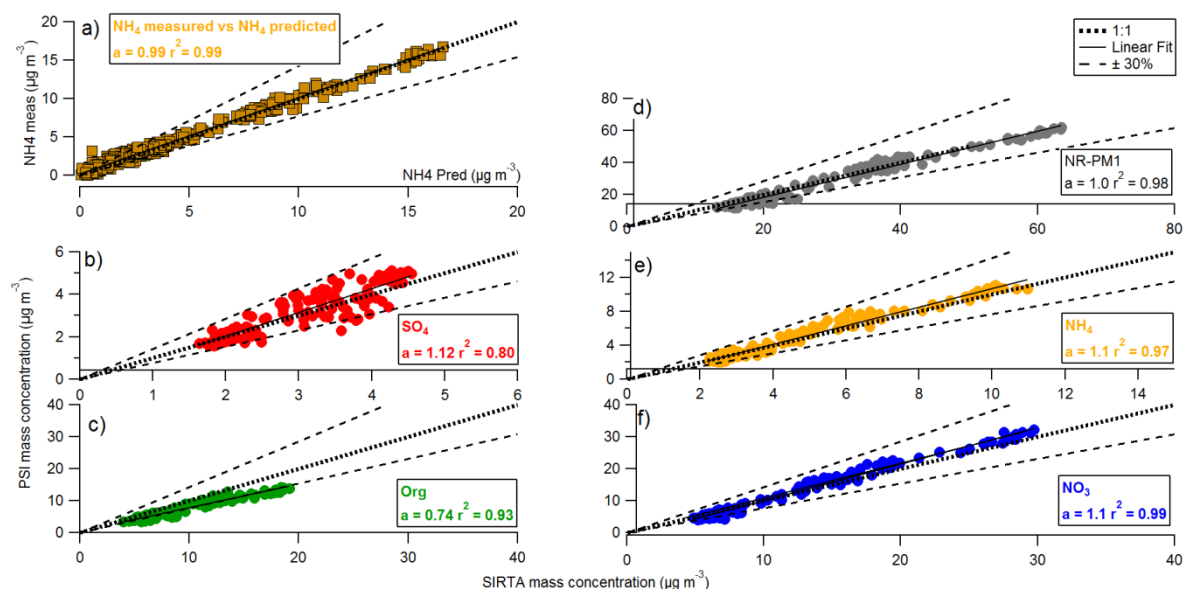 a)
NH4 measured vs NH4 predicted
a = 0.99 r2 = 0.99
NH4 meas (µg m-3)
20
15
10
5
0
NH4 Pred (µg m-3)
0
5
10
15
20
1:1
Linear Fit
± 30%
d)
80
60
40
20
0
NR-PM1
a = 1.0 r2 = 0.98
0
20
40
60
80
b)
6
4
2
0
SO4
a = 1.12 r2 = 0.80
0
1
2
3
4
5
6
e)
12
8
4
0
NH4
a = 1.1 r2 = 0.97
0
2
4
6
8
10
12
14
PSI mass concentration (µg m-3)
c)
40
30
20
10
0
Org
a = 0.74 r2 = 0.93
0
10
20
30
40
f)
40
30
20
10
0
NO3
a = 1.1 r2 = 0.99
0
10
20
30
40
SIRTA mass concentration (µg m-3)